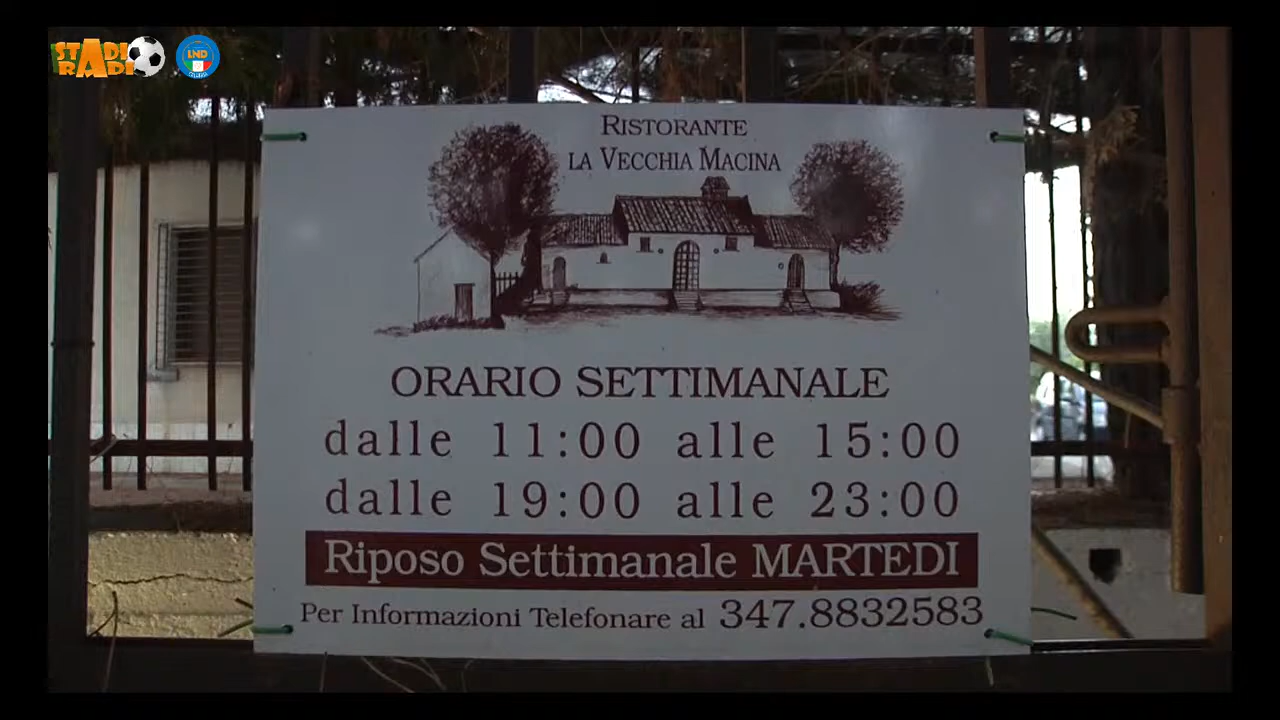 STADI
RADIO
LND
RISTORANTE
LA VECCHIA MACINA
ORARIO SETTIMANALE
dalle 11:00 alle 15:00
dalle 19:00 alle 23:00
Riposo Settimanale MARTEDI
Per Informazioni Telefonare al 347.8832583